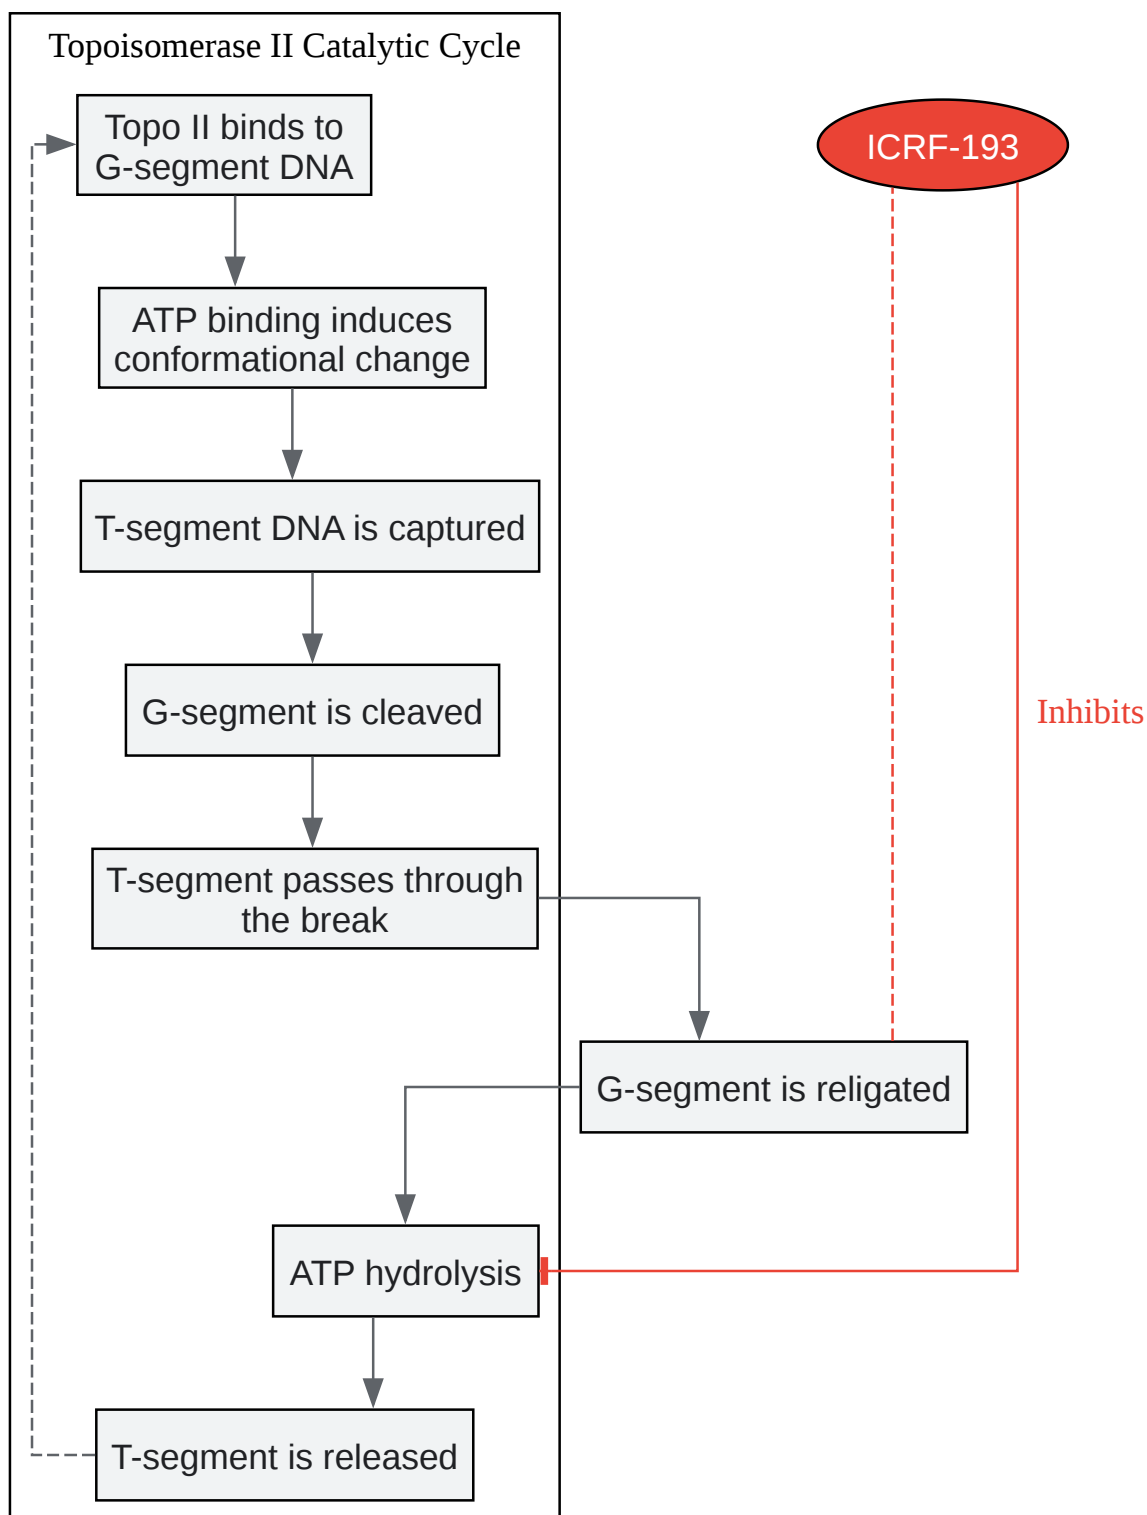 Topoisomerase II Catalytic Cycle
Topo II binds to
G-segment DNA
ICRF-193
ATP binding induces
conformational change
T-segment DNA is captured
G-segment is cleaved
Inhibits
T-segment passes through
the break
G-segment is religated
ATP hydrolysis
T-segment is released